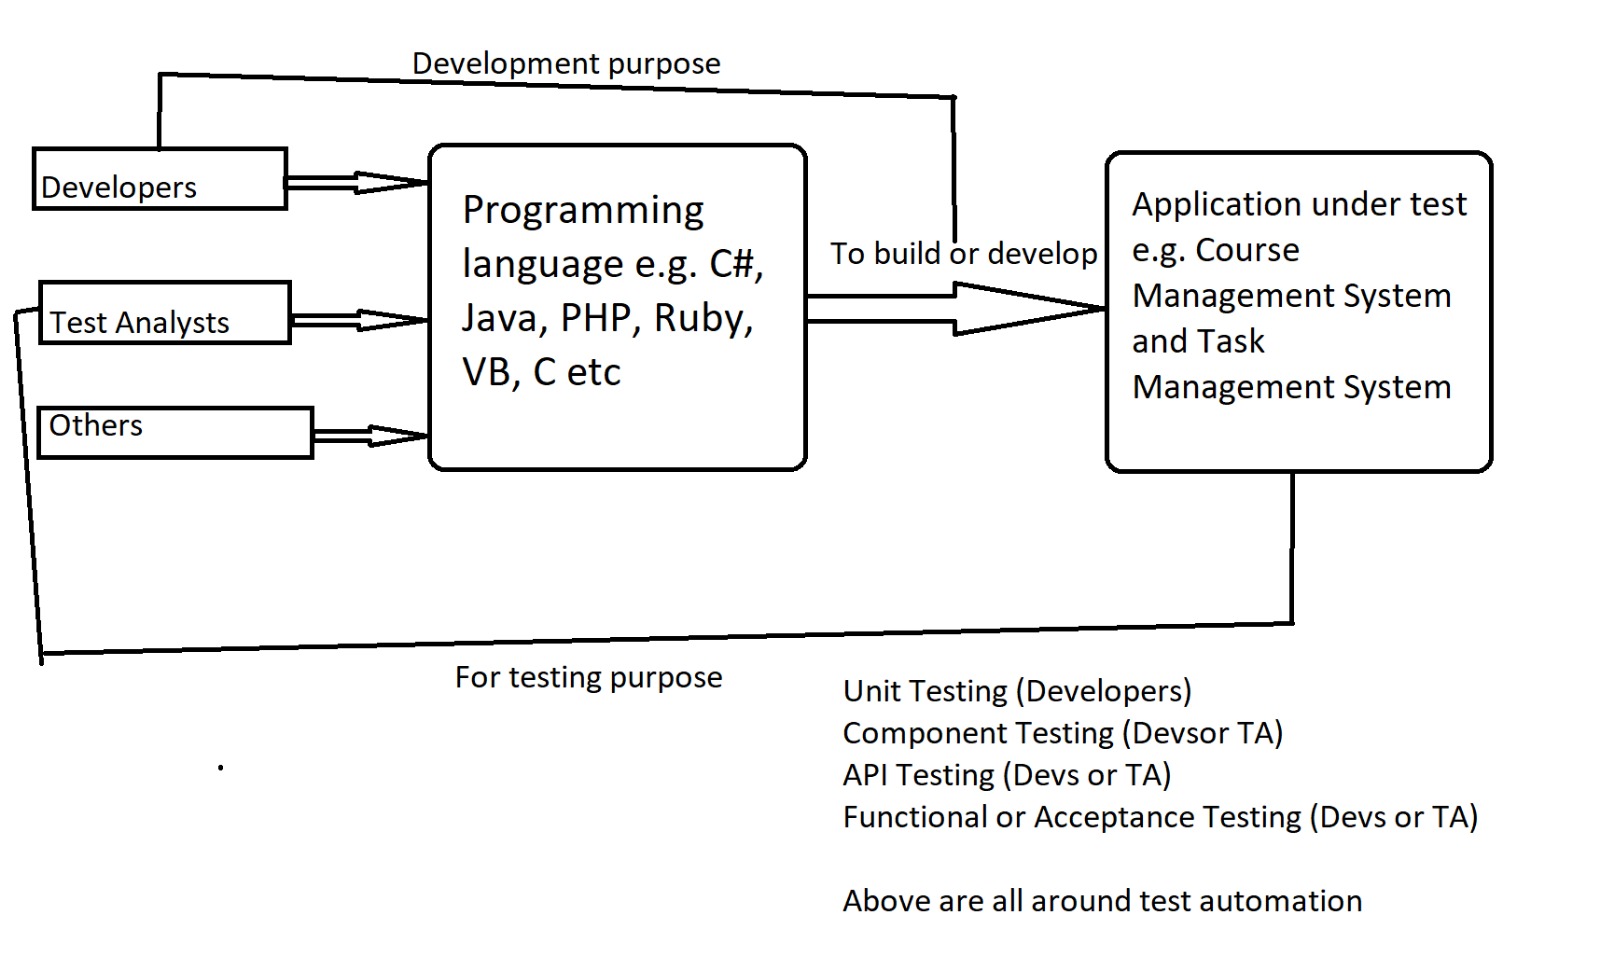 Development purpose
Developers
Test Analysts
Others
Programming
language e.g. C#,
Java, PHP, Ruby,
VB, C etc
To build or develop
Application under test
e.g. Course
Management System
and Task
Management System
For testing purpose
Unit Testing (Developers)
Component Testing (Devsor TA)
API Testing (Devs or TA)
Functional or Acceptance Testing (Devs or TA)
Above are all around test automation